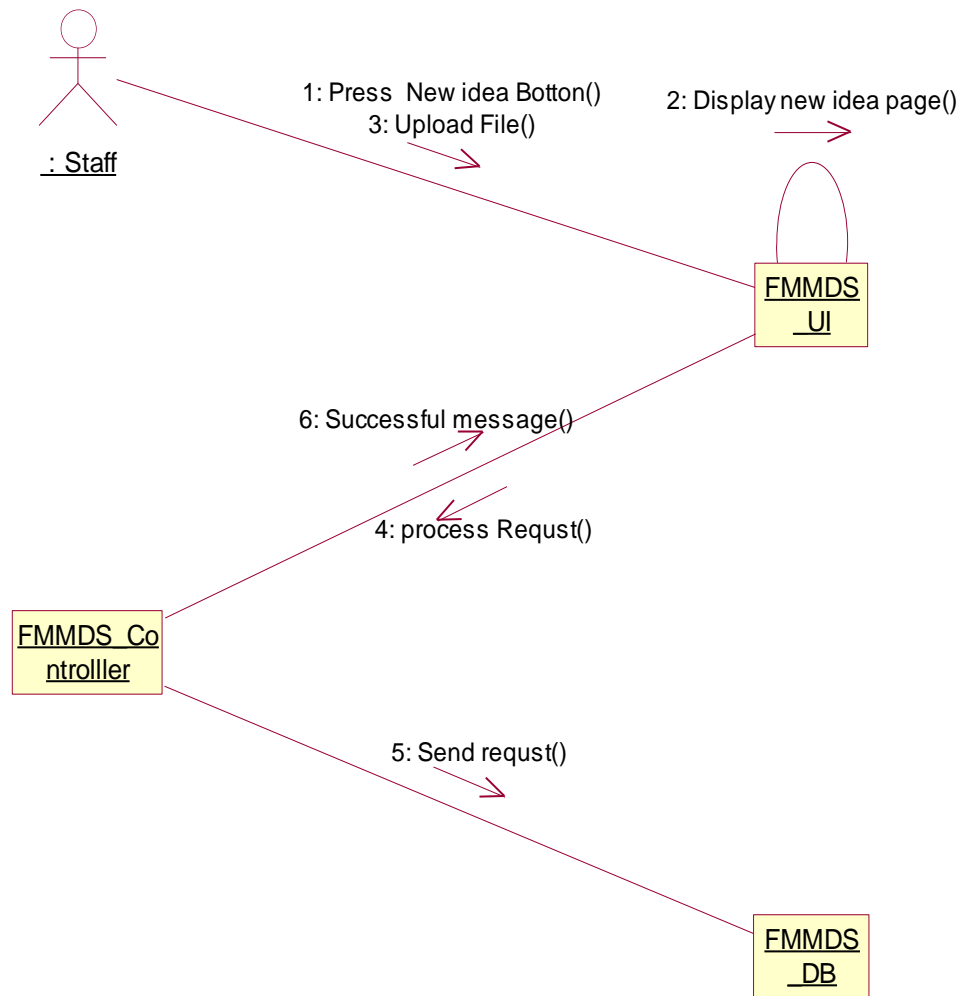 1: Press  New idea Botton()
3: Upload File()
2: Display new idea page()
_: Staff
FMMDS
_UI
6: Successful message()
4: process Requst()
FMMDS_Co
ntrolller
5: Send requst()
FMMDS
_DB